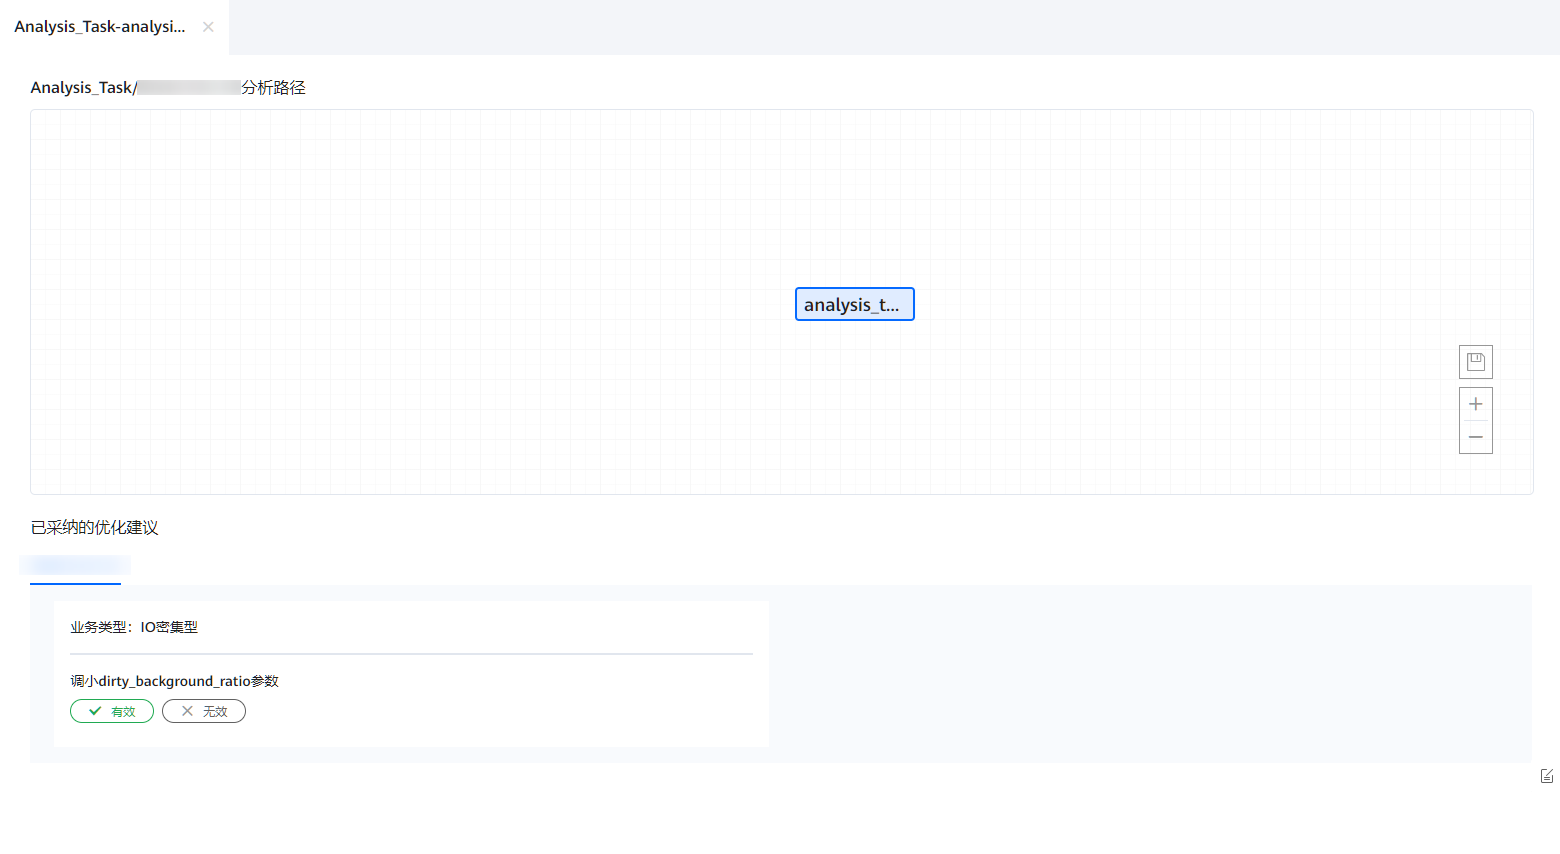 Analysis_Task-analysi...
Analysis_Task/分析路径
analysis_t...
已采纳的优化建议
业务类型：IO密集型
调小dirty_background_ratio参数
有效 无效